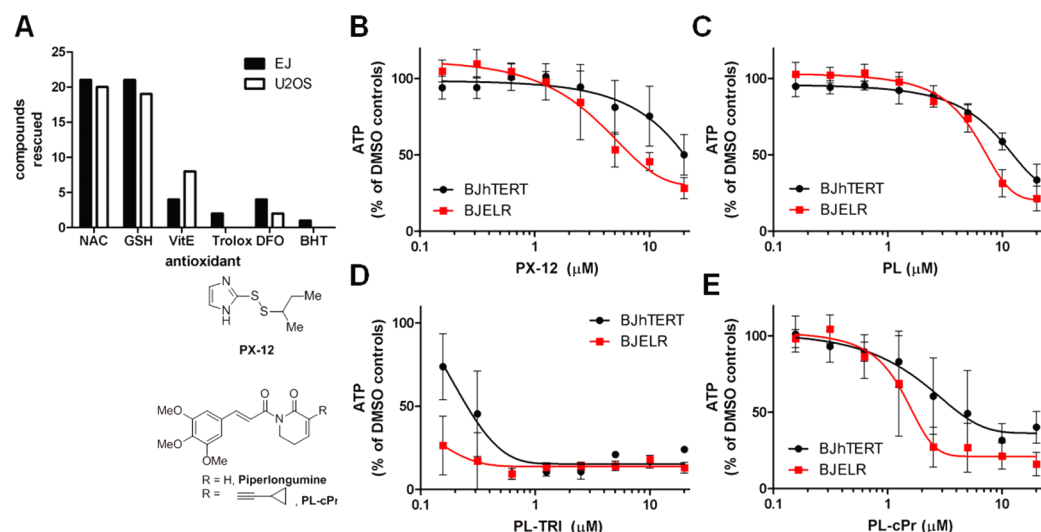 A
25
20
15
10
5
0
compounds
rescued
EJ
U2OS
NAC GSH VitE Trolox DFO BHT
antioxidant
N
N
H
S
S
Me
Me
PX-12
MeO
MeO
OMe
O
O
N
R
R = H, Piperlongumine
R =
, PL-cPr
B
ATP
(% of DMSO controls)
100
50
0
BJhTERT
BJELR
0.1 1 10
PX-12 (μM)
C
ATP
(% of DMSO controls)
100
50
0
BJhTERT
BJELR
0.1 1 10
PL (μM)
D
ATP
(% of DMSO controls)
100
50
0
BJhTERT
BJELR
0.1 1 10
PL-TRI (μM)
E
ATP
(% of DMSO controls)
100
50
0
BJhTERT
BJELR
0.1 1 10
PL-cPr (μM)